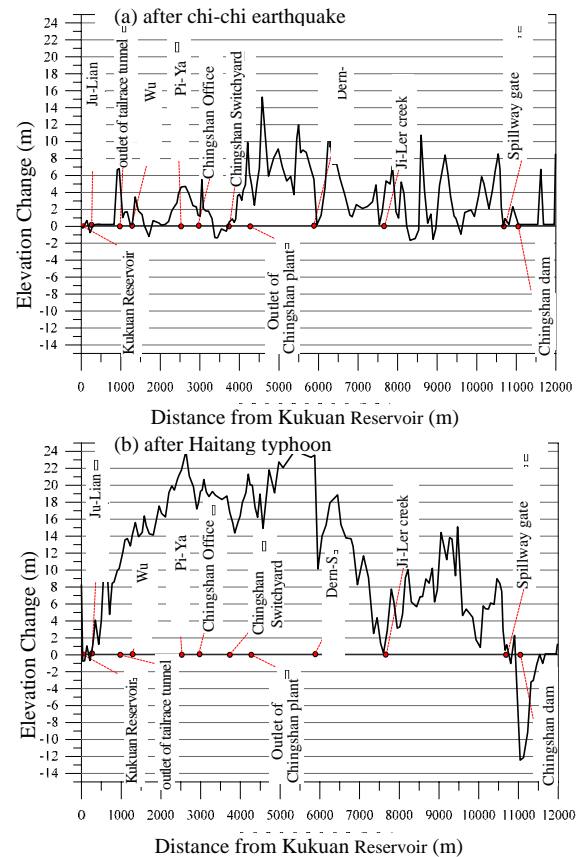 (a) after chi-chi earthquake
24
22
20
18
16
14
12
10
8
6
4
2
0
-2
-4
-6
-8
-10
-12
-14
Elevation Change (m)
Ju-Lian
outlet of tailrace tunnel
Wu
Pi-Ya
Chingshan Office
Chingshan Switchyard
Dern-
Ji-Ler creek
Spillway gate
Kukuan Reservoir
Outlet of
Chingshan plant
Chingshan dam
0 1000 2000 3000 4000 5000 6000 7000 8000 9000 10000 11000 12000
Distance from Kukuan Reservoir (m)
(b) after Haitang typhoon
24
22
20
18
16
14
12
10
8
6
4
2
0
-2
-4
-6
-8
-10
-12
-14
Elevation Change (m)
Ju-Lian
Wu
Pi-Ya
Chingshan Office
Chingshan
Switchyard
Dern-S
Ji-Ler creek
Spillway gate
Kukuan Reservoir
outlet of tailrace tunnel
Outlet of
Chingshan plant
Chingshan dam
0 1000 2000 3000 4000 5000 6000 7000 8000 9000 10000 11000 12000
Distance from Kukuan Reservoir (m)